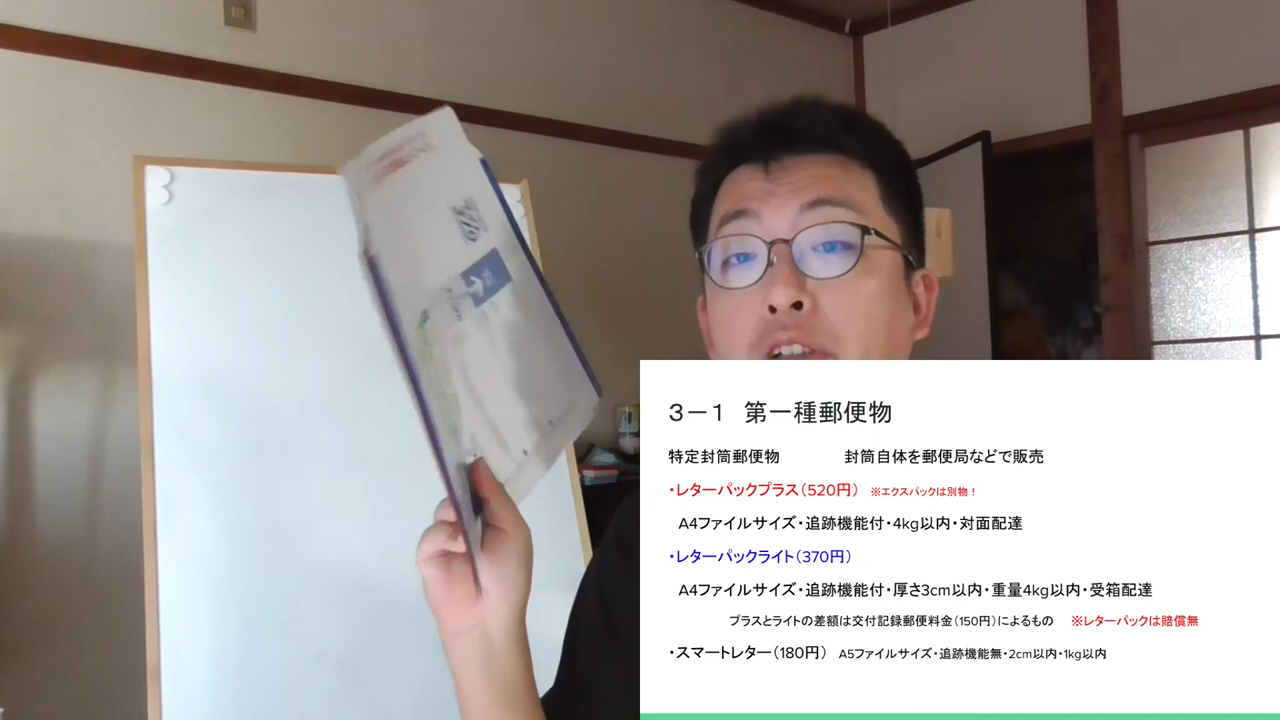 3－1 第一種郵便物
特定封筒郵便物 封筒自体を郵便局などで販売
・レターパックプラス（520円） ※エクスパックは別物！
A4ファイルサイズ・追跡機能付・4kg以内・対面配達
・レターパックライト（370円）
A4ファイルサイズ・追跡機能付・厚さ3cm以内・重量4kg以内・受箱配達
プラスとライトの差額は交付記録郵便料金（150円）によるもの ※レターパックは賠償無
・スマートレター（180円） A5ファイルサイズ・追跡機能無・2cm以内・1kg以内